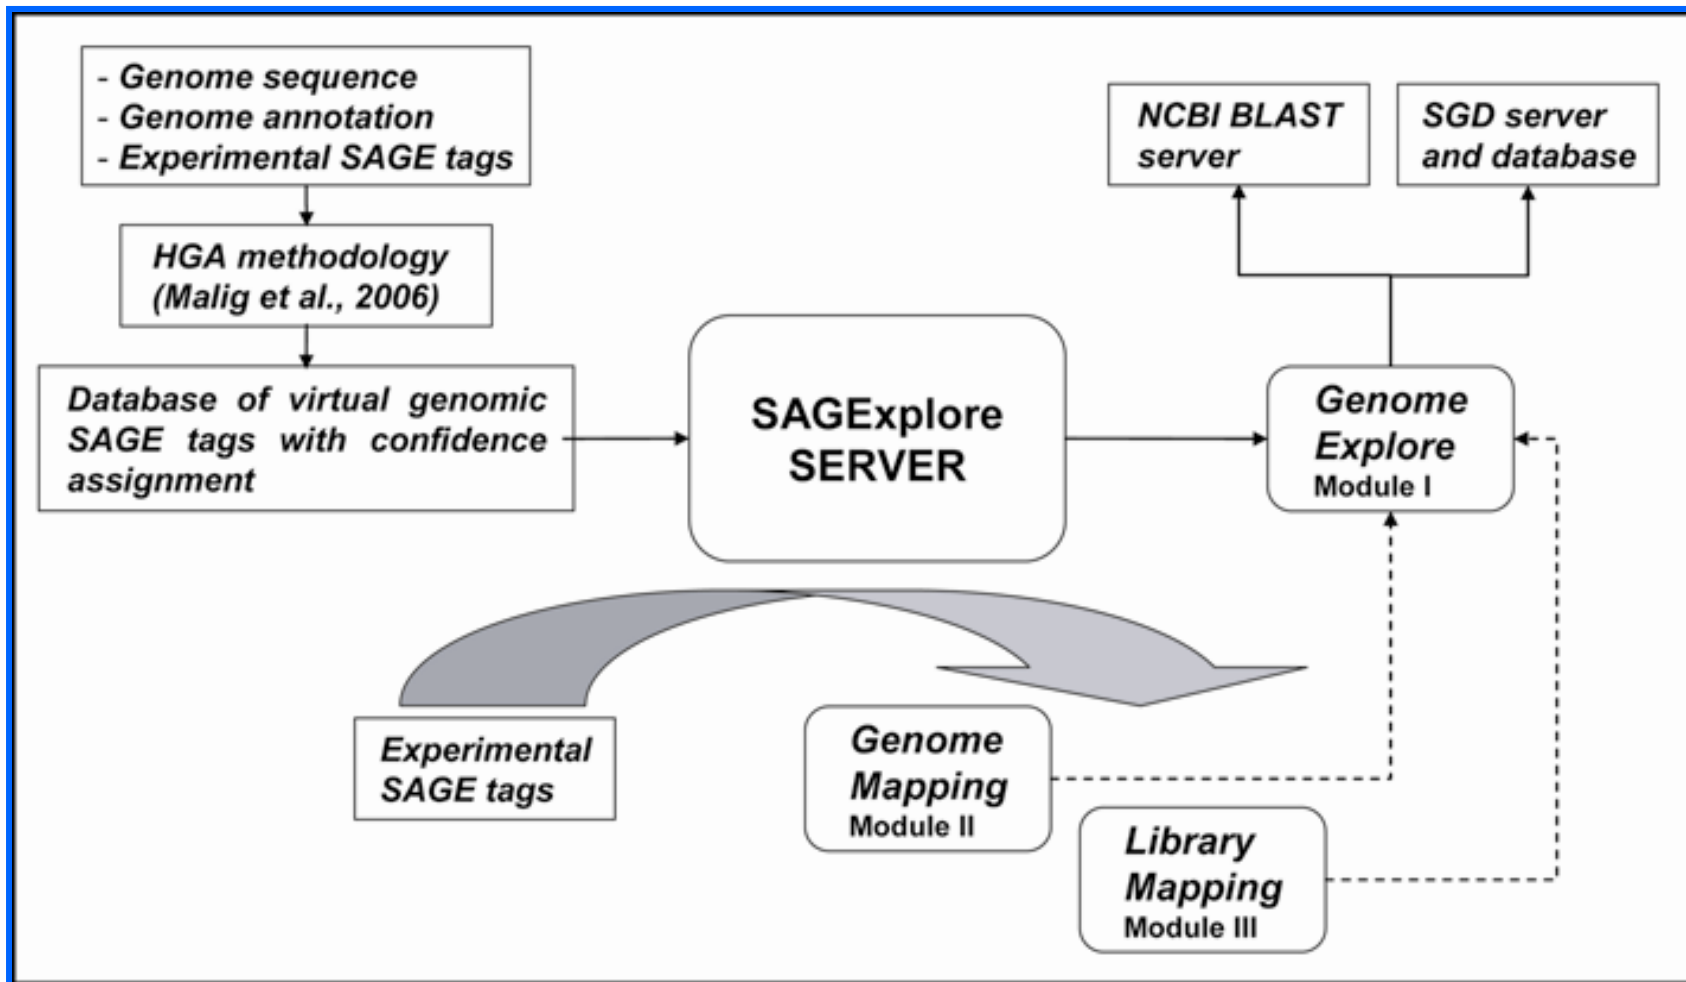 - Genome sequence
- Genome annotation
- Experimental SAGE tags
HGA methodology
(Malig et al., 2006)
Database of virtual genomic
SAGE tags with confidence
assignment
SAGExplore
SERVER
NCBI BLAST
server
SGD server
and database
Genome
Explore
Module I
Experimental
SAGE tags
Genome
Mapping
Module II
Library
Mapping
Module III